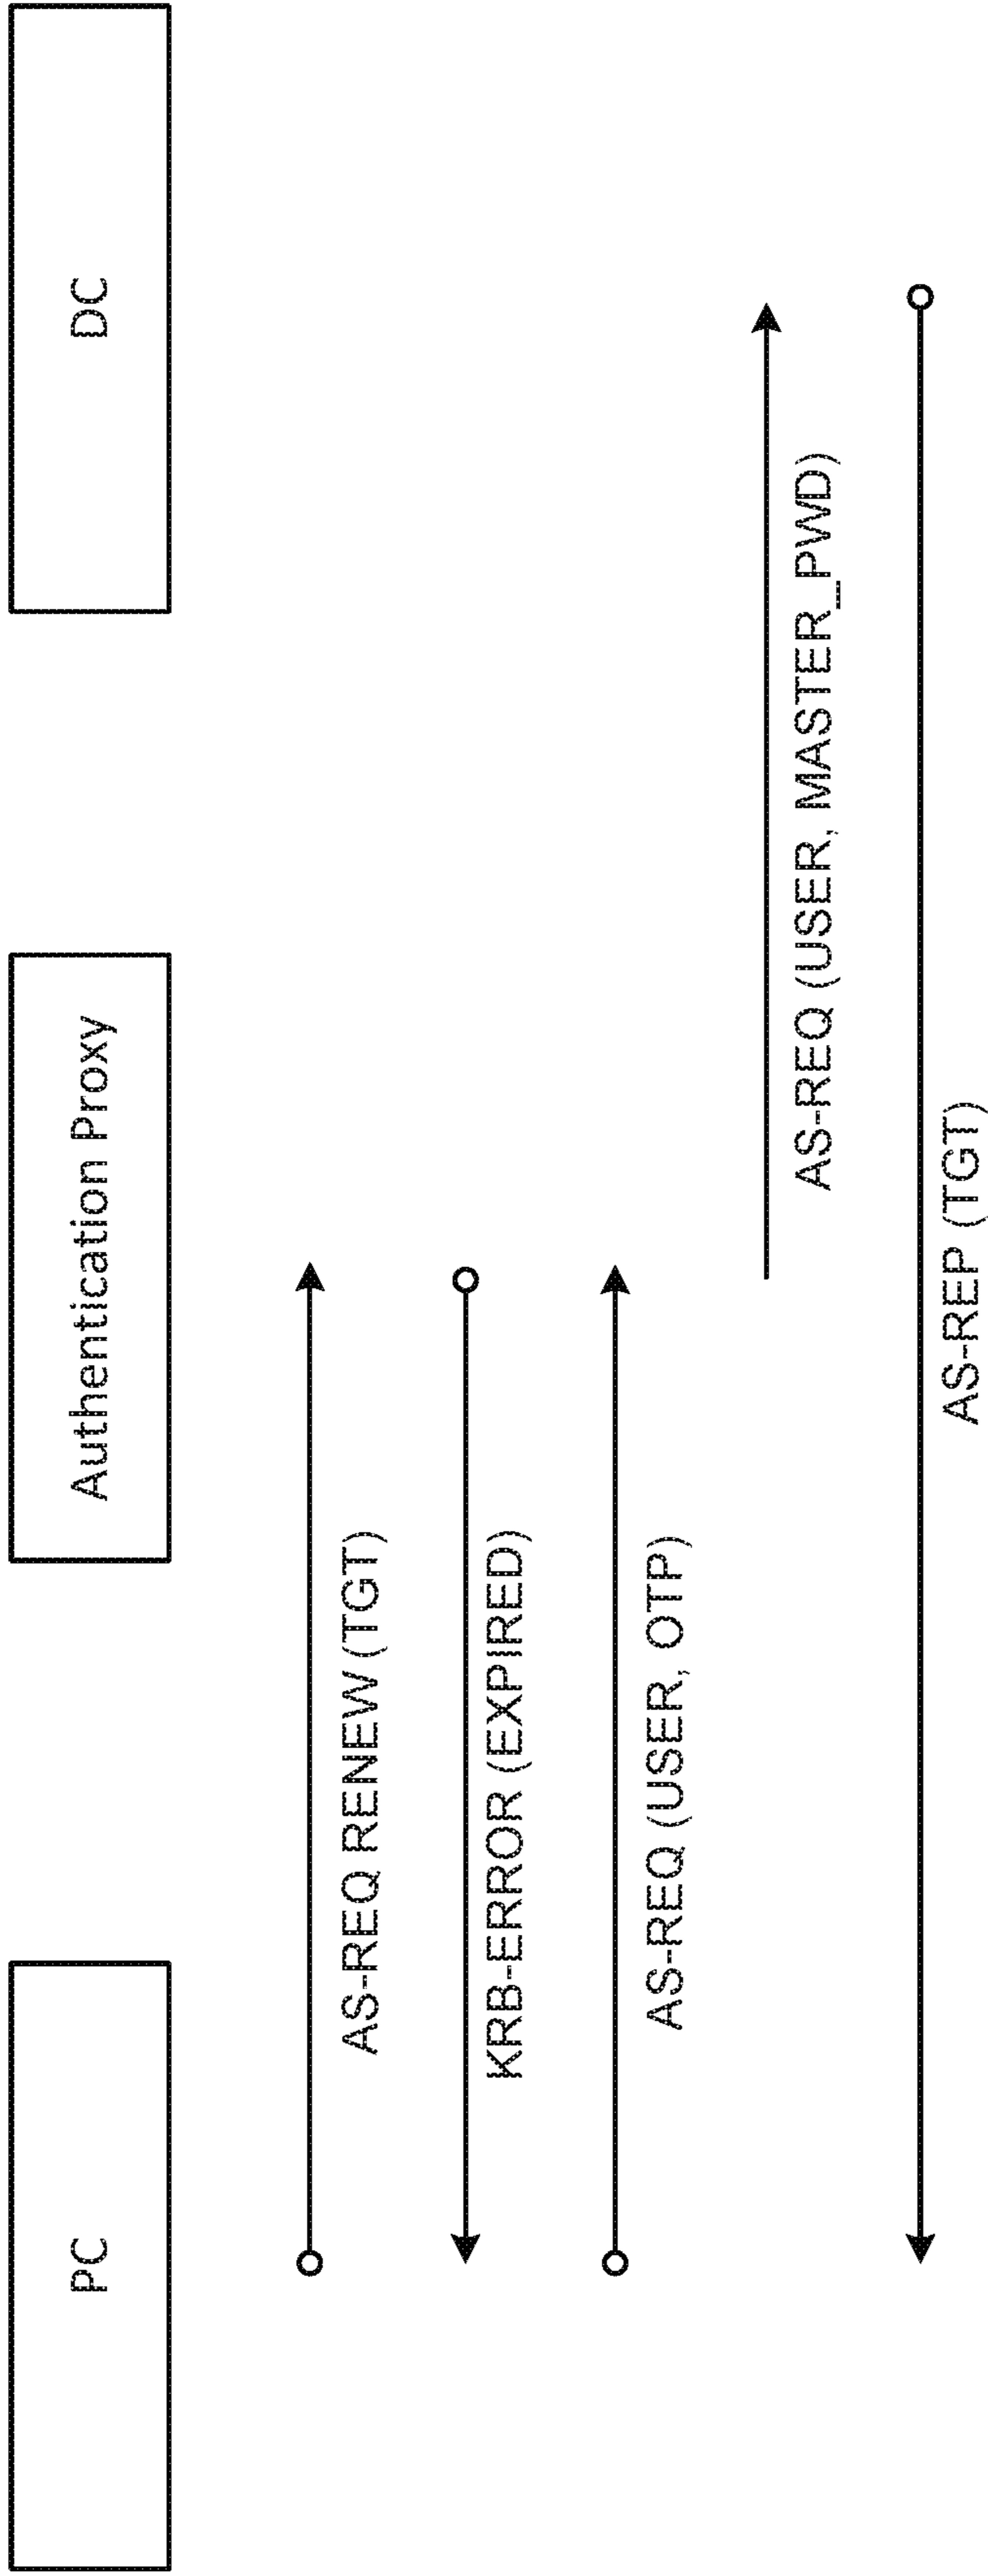 PC
Authentication Proxy
DC
AS-REQ RENEW (TGT)
KRB-ERROR (EXPIRED)
AS-REQ (USER, OTP)
AS-REQ (USER, MASTER_PWD)
AS-REP (TGT)